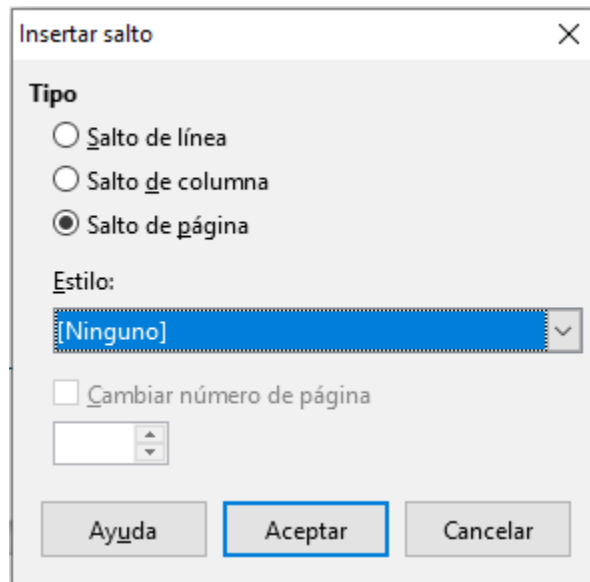 Insertar salto
Tipo
Salto de línea
Salto de columna
Salto de página
Estilo:
[Ninguno]
Cambiar número de página
Ayuda Aceptar Cancelar